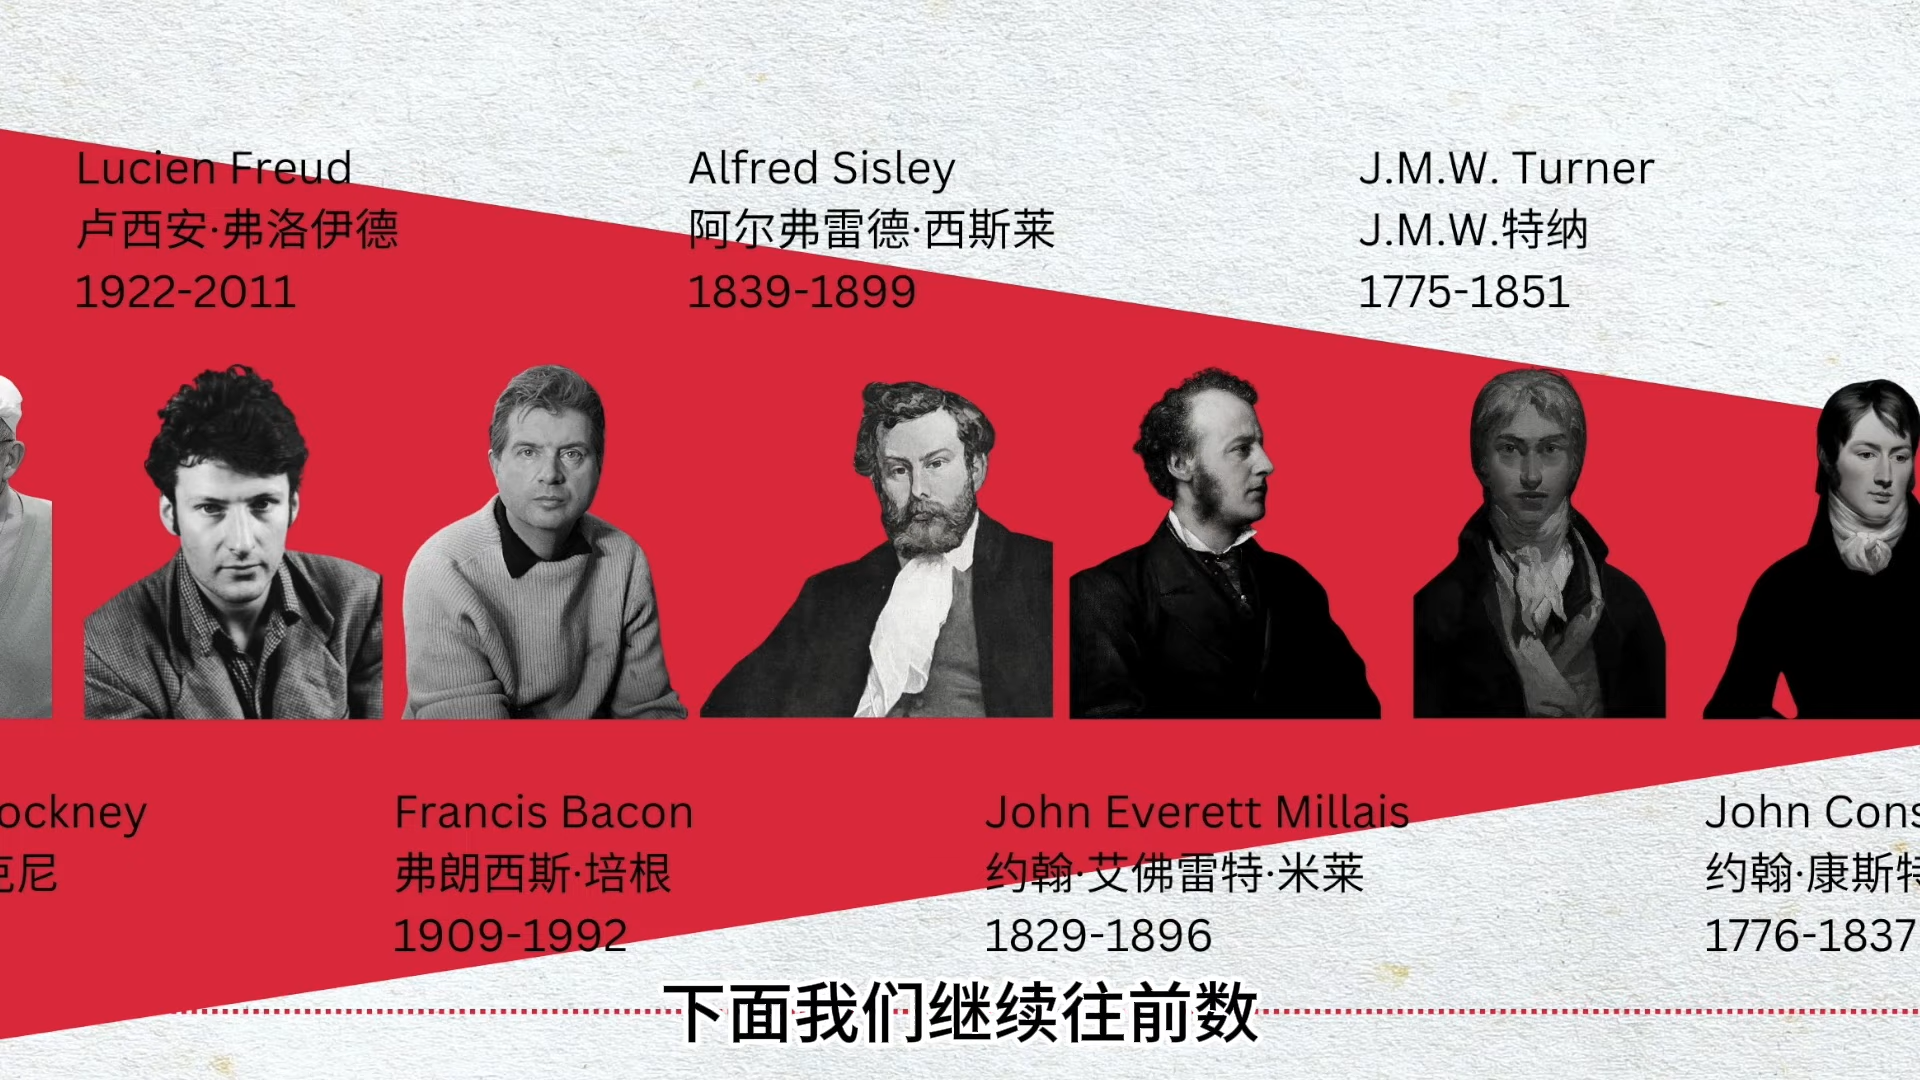 Lucien Freud
卢西安·弗洛伊德
1922-2011
Alfred Sisley
阿尔弗雷德·西斯莱
1839-1899
J.M.W. Turner
J.M.W.特纳
1775-1851
ockney
克尼
Francis Bacon
弗朗西斯·培根
1909-1992
John Everett Millais
约翰·艾佛雷特·米莱
1829-1896
John Cons
约翰·康斯特
1776-1837
下面我们继续往前数